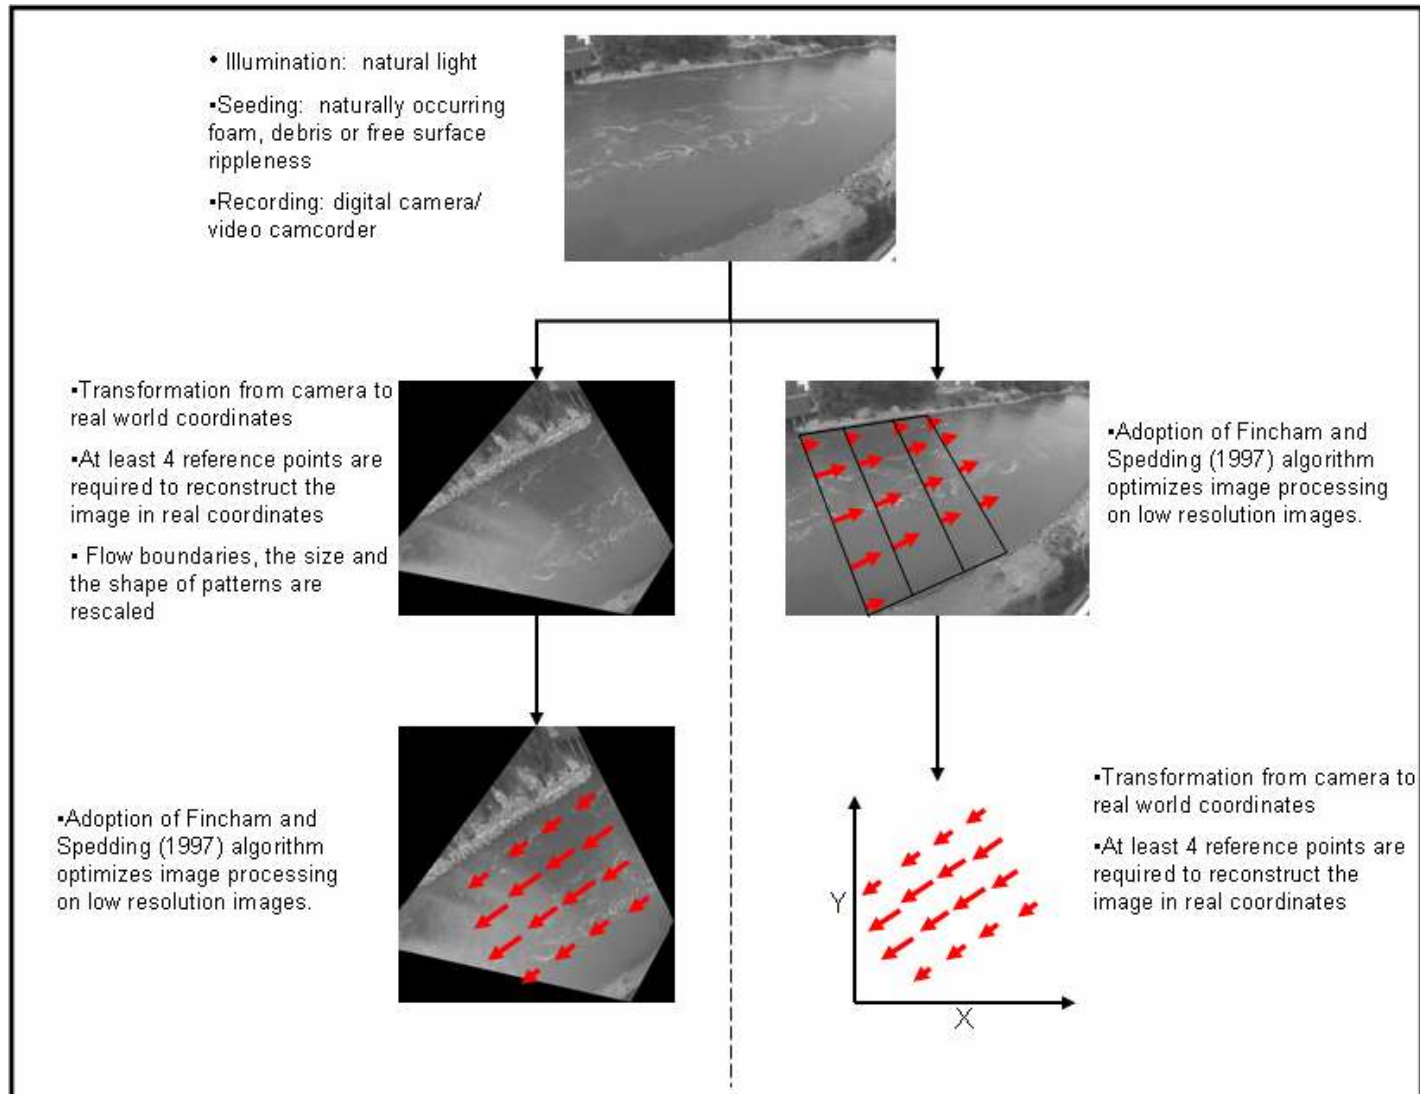 • Illumination: natural light
▪Seeding: naturally occurring
foam, debris or free surface
rippleness
▪Recording: digital camera/
video camcorder
▪Transformation from camera to
real world coordinates
▪At least 4 reference points are
required to reconstruct the
image in real coordinates
▪ Flow boundaries, the size and
the shape of patterns are
rescaled
▪Adoption of Fincham and
Spedding (1997) algorithm
optimizes image processing
on low resolution images.
▪Adoption of Fincham and
Spedding (1997) algorithm
optimizes image processing
on low resolution images.
▪Transformation from camera to
real world coordinates
▪At least 4 reference points are
required to reconstruct the
image in real coordinates
Y
X